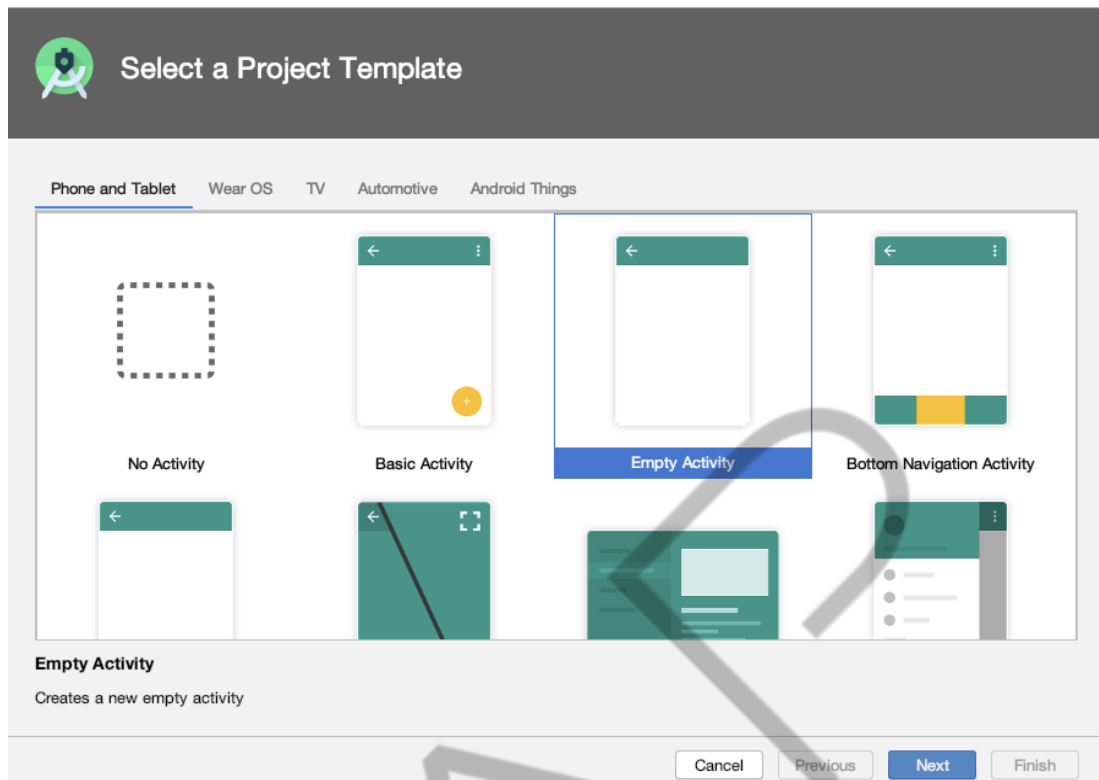 Select a Project Template
Phone and Tablet Wear OS TV Automotive Android Things
No Activity Basic Activity Empty Activity Bottom Navigation Activity
Empty Activity
Creates a new empty activity
Cancel Previous Next Finish